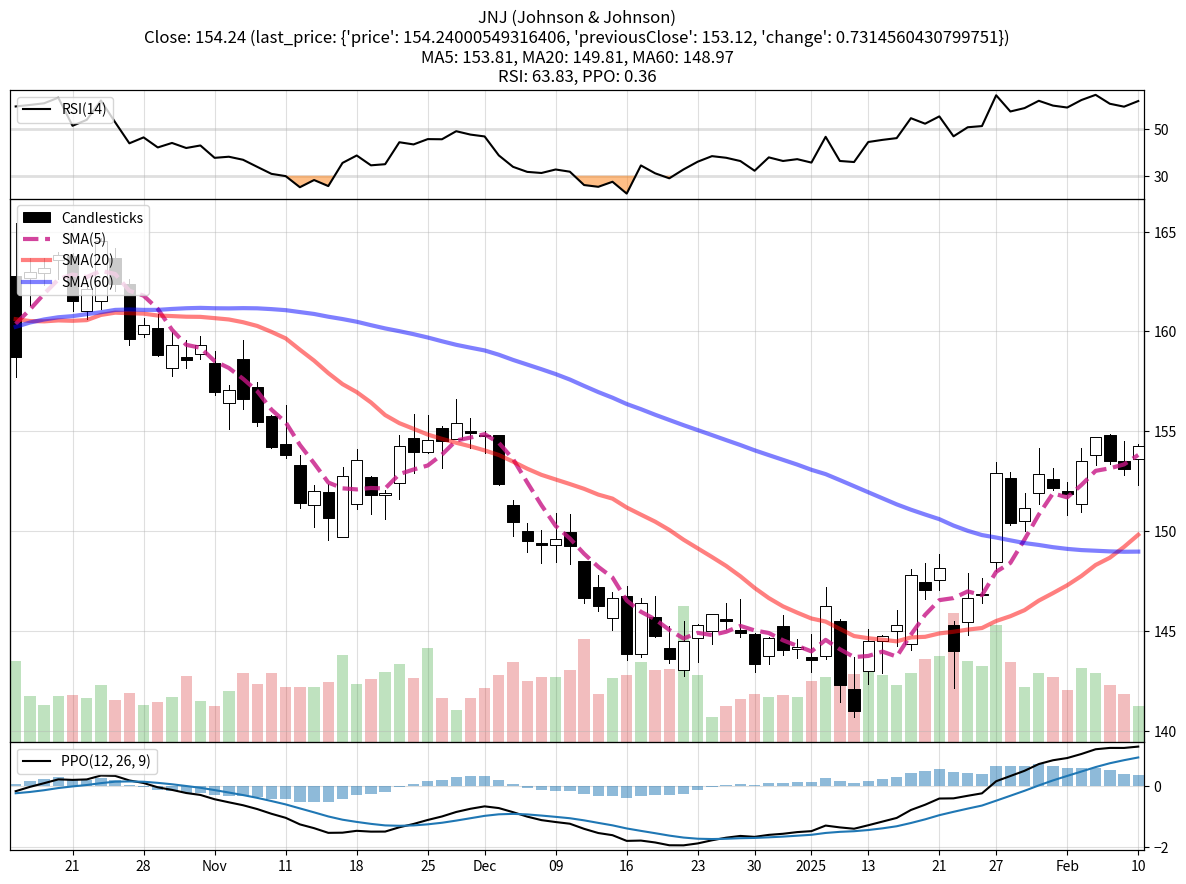 JNJ (Johnson & Johnson)
Close: 154.24 (last_price: {'price': 154.24000549316406, 'previousClose': 153.12, 'change': 0.7314560430799751})
MA5: 153.81, MA20: 149.81, MA60: 148.97
RSI: 63.83, PPO: 0.36
RSI(14)
50
30
Candlesticks
SMA(5)
SMA(20)
SMA(60)
165
160
155
150
145
140
PPO(12, 26, 9)
0
−2
21 28 Nov 11 18 25 Dec 09 16 23 30 2025 13 21 27 Feb 10